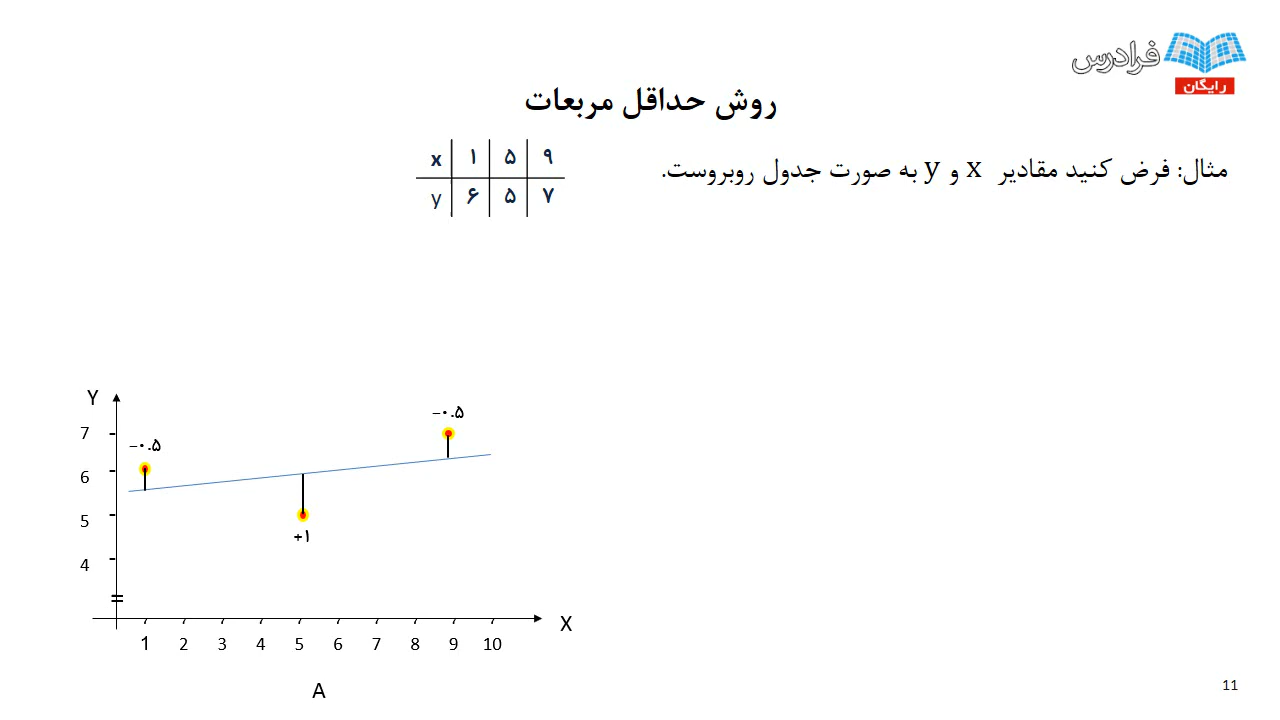 فرادرس
رایگان
روش حداقل مربعات
مثال: فرض کنید مقادیر x و y به صورت جدول روبروست.
x ۱ ۵ ۹
y ۶ ۵ ۷
Y
7
6
5
4
−۰.۵
+۱
−۰.۵
1 2 3 4 5 6 7 8 9 10
X
A
11